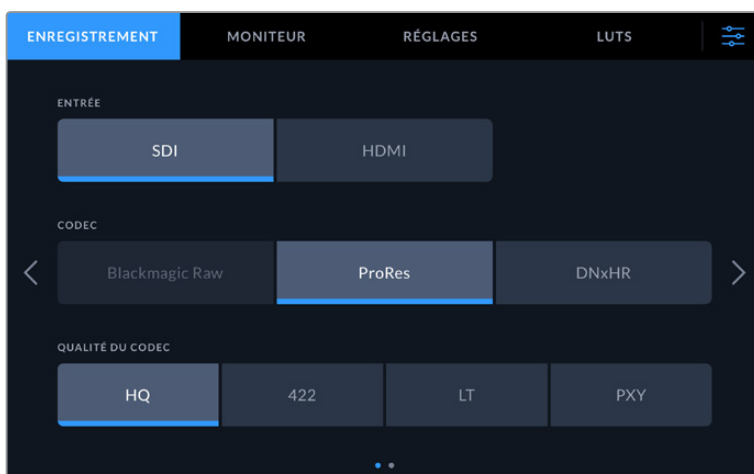 ENREGISTREMENT MONITEUR RÉGLAGES LUTS
ENTRÉE
SDI HDMI
CODEC
Blackmagic Raw ProRes DNxHR
QUALITÉ DU CODEC
HQ 422 LT PXY